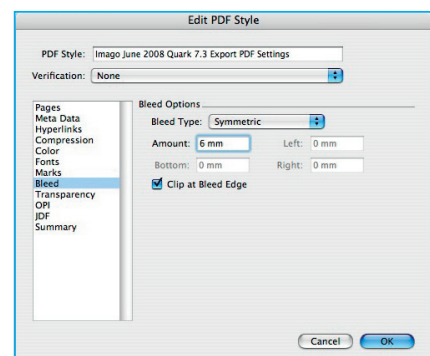 Edit PDF Style
PDF Style: Imago June 2008 Quark 7.3 Export PDF Settings
Verification: None
Pages
Meta Data
Hyperlinks
Compression
Color
Fonts
Marks
Bleed
Transparency
OPI
JDF
Summary
Bleed Options
Bleed Type: Symmetric
Amount: 6 mm Left: 0 mm
Bottom: 0 mm Right: 0 mm
Clip at Bleed Edge
Cancel OK